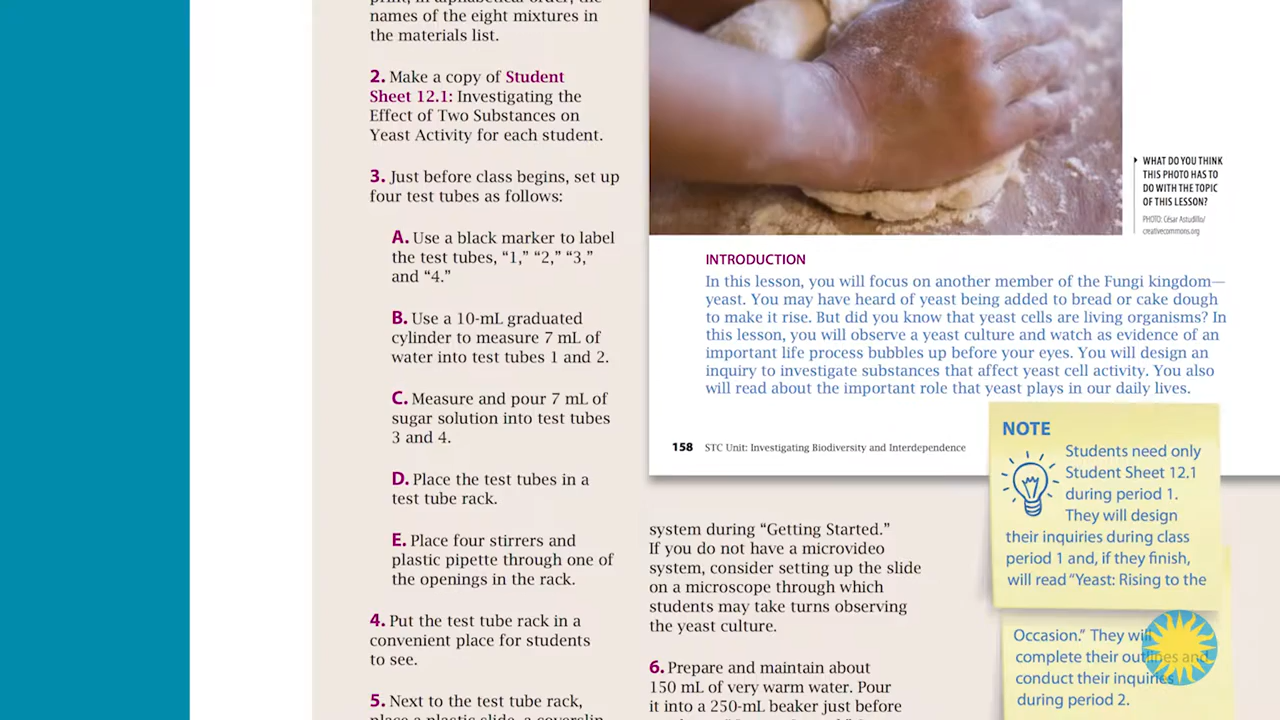 names of the eight mixtures in
the materials list.
2. Make a copy of Student
Sheet 12.1: Investigating the
Effect of Two Substances on
Yeast Activity for each student.
3. Just before class begins, set up
four test tubes as follows:
A. Use a black marker to label
the test tubes, “1,” “2,” “3,”
and “4.”
B. Use a 10-mL graduated
cylinder to measure 7 mL of
water into test tubes 1 and 2.
C. Measure and pour 7 mL of
sugar solution into test tubes
3 and 4.
D. Place the test tubes in a
test tube rack.
E. Place four stirrers and
plastic pipette through one of
the openings in the rack.
4. Put the test tube rack in a
convenient place for students
to see.
5. Next to the test tube rack,
place a plastic slide, a coverslip,
WHAT DO YOU THINK
THIS PHOTO HAS TO
DO WITH THE TOPIC
OF THIS LESSON?
PHOTO: César Astudillo/
creativecommons.org
INTRODUCTION
In this lesson, you will focus on another member of the Fungi kingdom—
yeast. You may have heard of yeast being added to bread or cake dough
to make it rise. But did you know that yeast cells are living organisms? In
this lesson, you will observe a yeast culture and watch as evidence of an
important life process bubbles up before your eyes. You will design an
inquiry to investigate substances that affect yeast cell activity. You also
will read about the important role that yeast plays in our daily lives.
158 STC Unit: Investigating Biodiversity and Interdependence
system during “Getting Started.”
If you do not have a microvideo
system, consider setting up the slide
on a microscope through which
students may take turns observing
the yeast culture.
6. Prepare and maintain about
150 mL of very warm water. Pour
it into a 250-mL beaker just before
NOTE
Students need only
Student Sheet 12.1
during period 1.
They will design
their inquiries during class
period 1 and, if they finish,
will read “Yeast: Rising to the
Occasion.” They will
complete their outlines and
conduct their inquiries
during period 2.